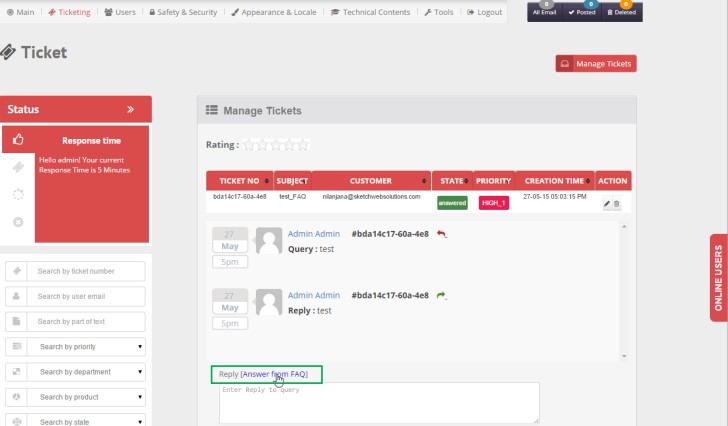 Main Ticketing Users Safety & Security Appearance & Locale Technical Contents Tools Logout
0 0 0
All Email Posted Deleted
Ticket
Manage Tickets
Status
Response time
Hello admin! Your current
Response Time is 5 Minutes
Search by ticket number
Search by user email
Search by part of text
Search by priority
Search by department
Search by product
Search by state
Manage Tickets
Rating :
TICKET NO SUBJECT CUSTOMER STATE PRIORITY CREATION TIME ACTION
bda14c17-60a-4e8 test_FAQ nilanjana@sketchwebsolutions.com answered HIGH_1 27-05-15 05:03:15 PM
27
May
5pm
Admin Admin #bda14c17-60a-4e8
Query : test
27
May
5pm
Admin Admin #bda14c17-60a-4e8
Reply : test
Reply [Answer from FAQ]
Enter Reply to Query
ONLINE USERS